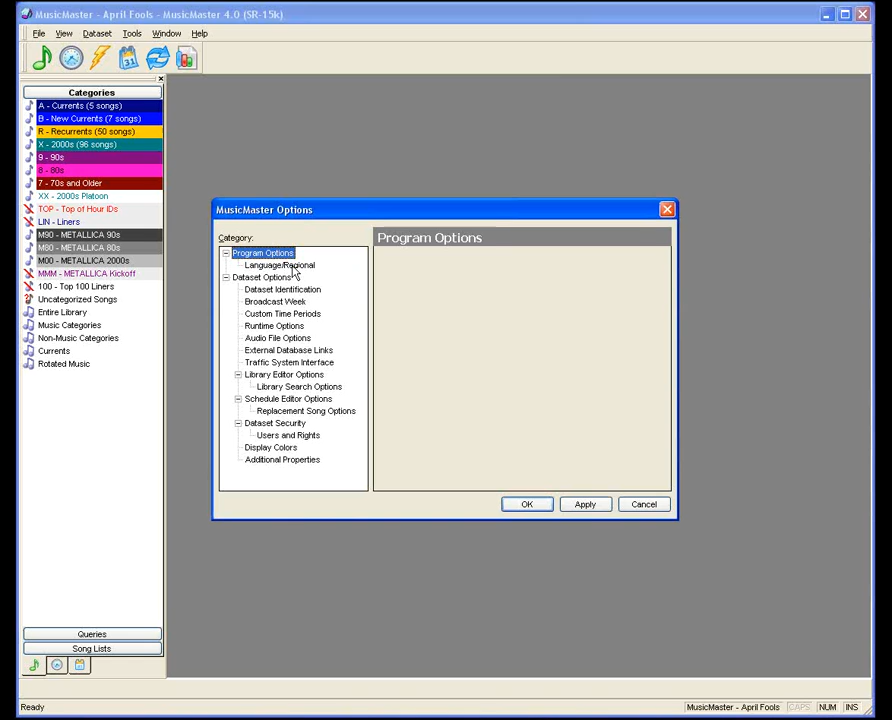 MusicMaster - April Fools - MusicMaster 4.0 (SR-15k)
File View Dataset Tools Window Help
Categories
A - Currents (5 songs)
B - New Currents (7 songs)
R - Recurrents (50 songs)
X - 2000s (96 songs)
9 - 90s
8 - 80s
7 - 70s and Older
XX - 2000s Platoon
TOP - Top of Hour IDs
LIN - Liners
M90 - METALLICA 90s
M80 - METALLICA 80s
M00 - METALLICA 2000s
MMM - METALLICA Kickoff
100 - Top 100 Liners
Uncategorized Songs
Entire Library
Music Categories
Non-Music Categories
Currents
Rotated Music
Queries
Song Lists
MusicMaster Options
Category:
Program Options
Language/Regional
Dataset Options
Dataset Identification
Broadcast Week
Custom Time Periods
Runtime Options
Audio File Options
External Database Links
Traffic System Interface
Library Editor Options
Library Search Options
Schedule Editor Options
Replacement Song Options
Dataset Security
Users and Rights
Display Colors
Additional Properties
Program Options
OK Apply Cancel
Ready MusicMaster - April Fools CAPS NUM INS